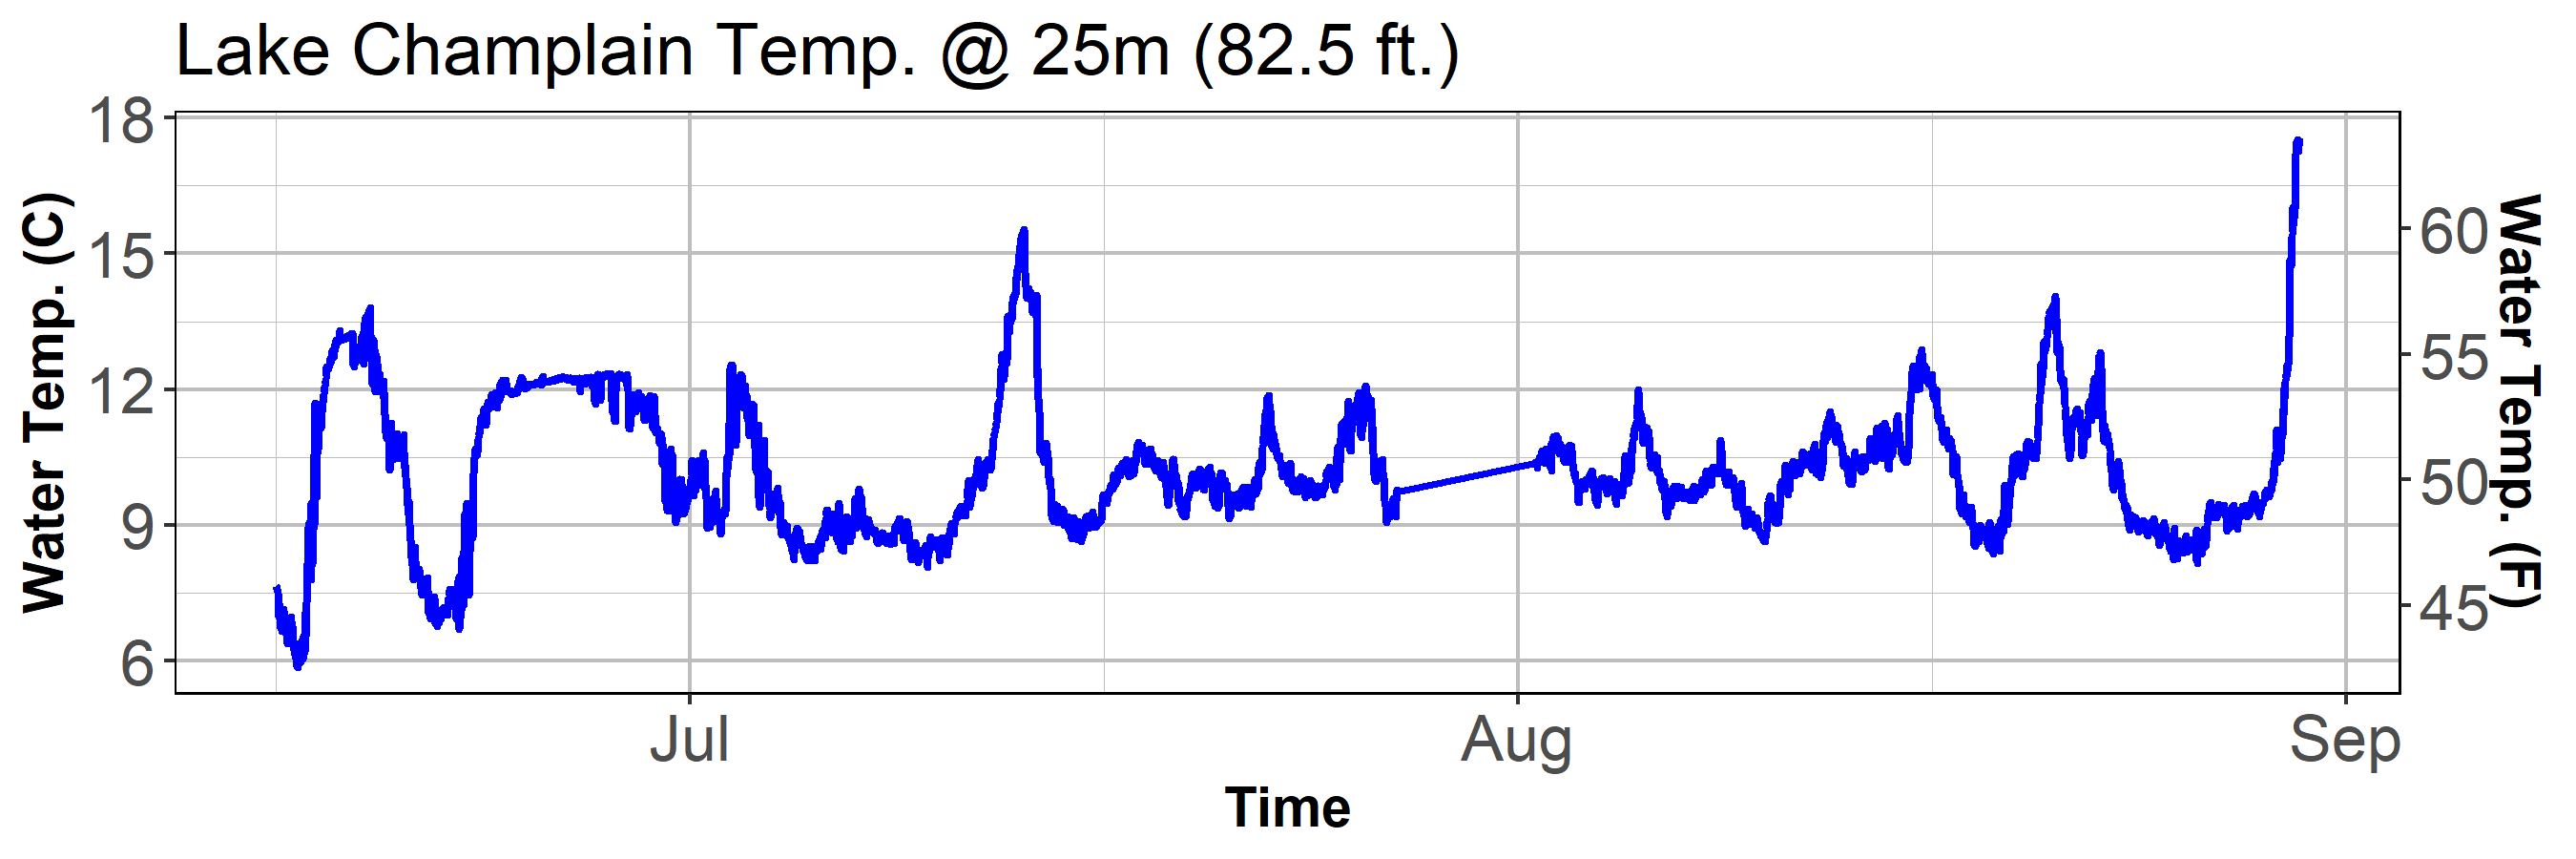 Lake Champlain Temp. @ 25m (82.5 ft.)
Water Temp. (C)
18
15
12
9
6
60
55
50
45
Water Temp. (F)
Jul
Aug
Sep
Time